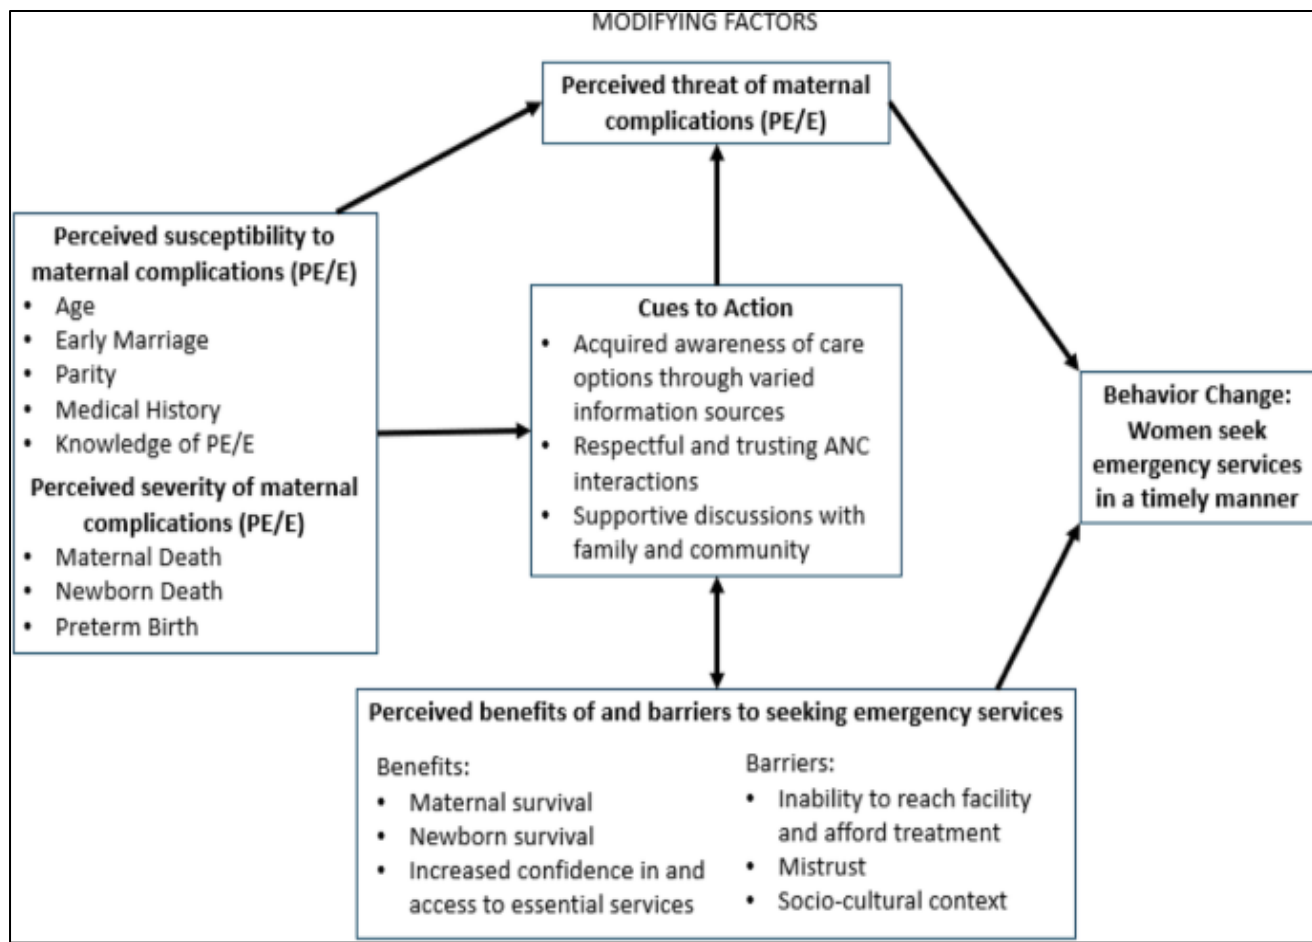 MODIFYING FACTORS
Perceived threat of maternal
complications (PE/E)
Perceived susceptibility to
maternal complications (PE/E)
• Age
• Early Marriage
• Parity
• Medical History
• Knowledge of PE/E
Perceived severity of maternal
complications (PE/E)
• Maternal Death
• Newborn Death
• Preterm Birth
Cues to Action
• Acquired awareness of care
options through varied
information sources
• Respectful and trusting ANC
interactions
• Supportive discussions with
family and community
Behavior Change:
Women seek
emergency services
in a timely manner
Perceived benefits of and barriers to seeking emergency services
Benefits:
• Maternal survival
• Newborn survival
• Increased confidence in and
access to essential services
Barriers:
• Inability to reach facility
and afford treatment
• Mistrust
• Socio-cultural context